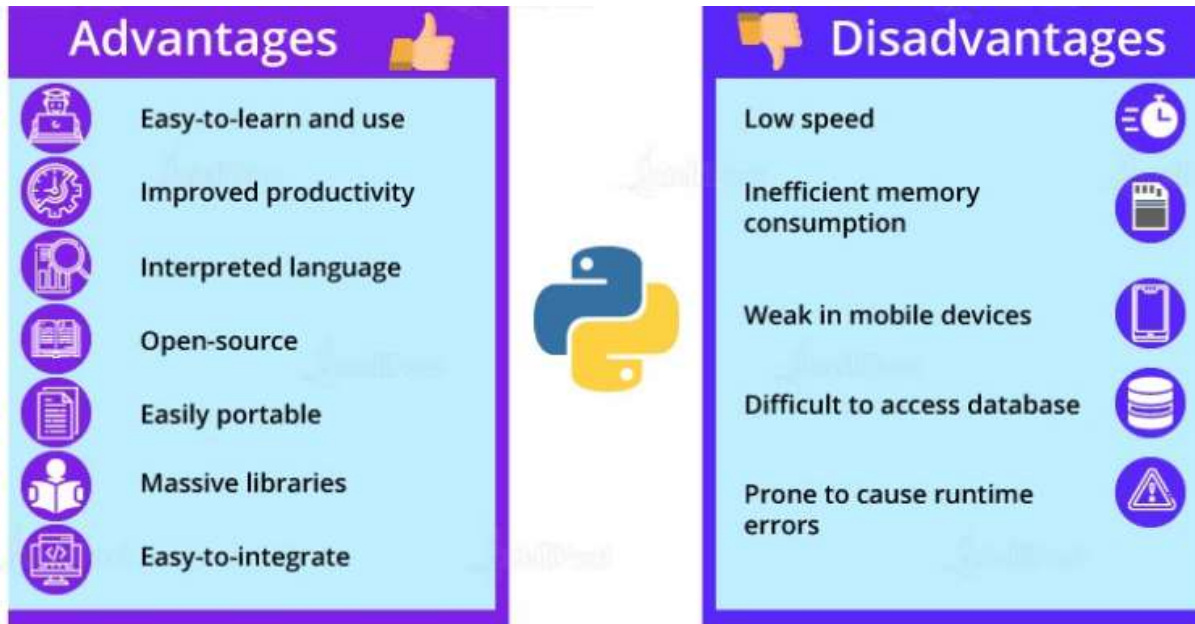 Advantages
Easy-to-learn and use
Improved productivity
Interpreted language
Open-source
Easily portable
Massive libraries
Easy-to-integrate
Disadvantages
Low speed
Inefficient memory
consumption
Weak in mobile devices
Difficult to access database
Prone to cause runtime
errors